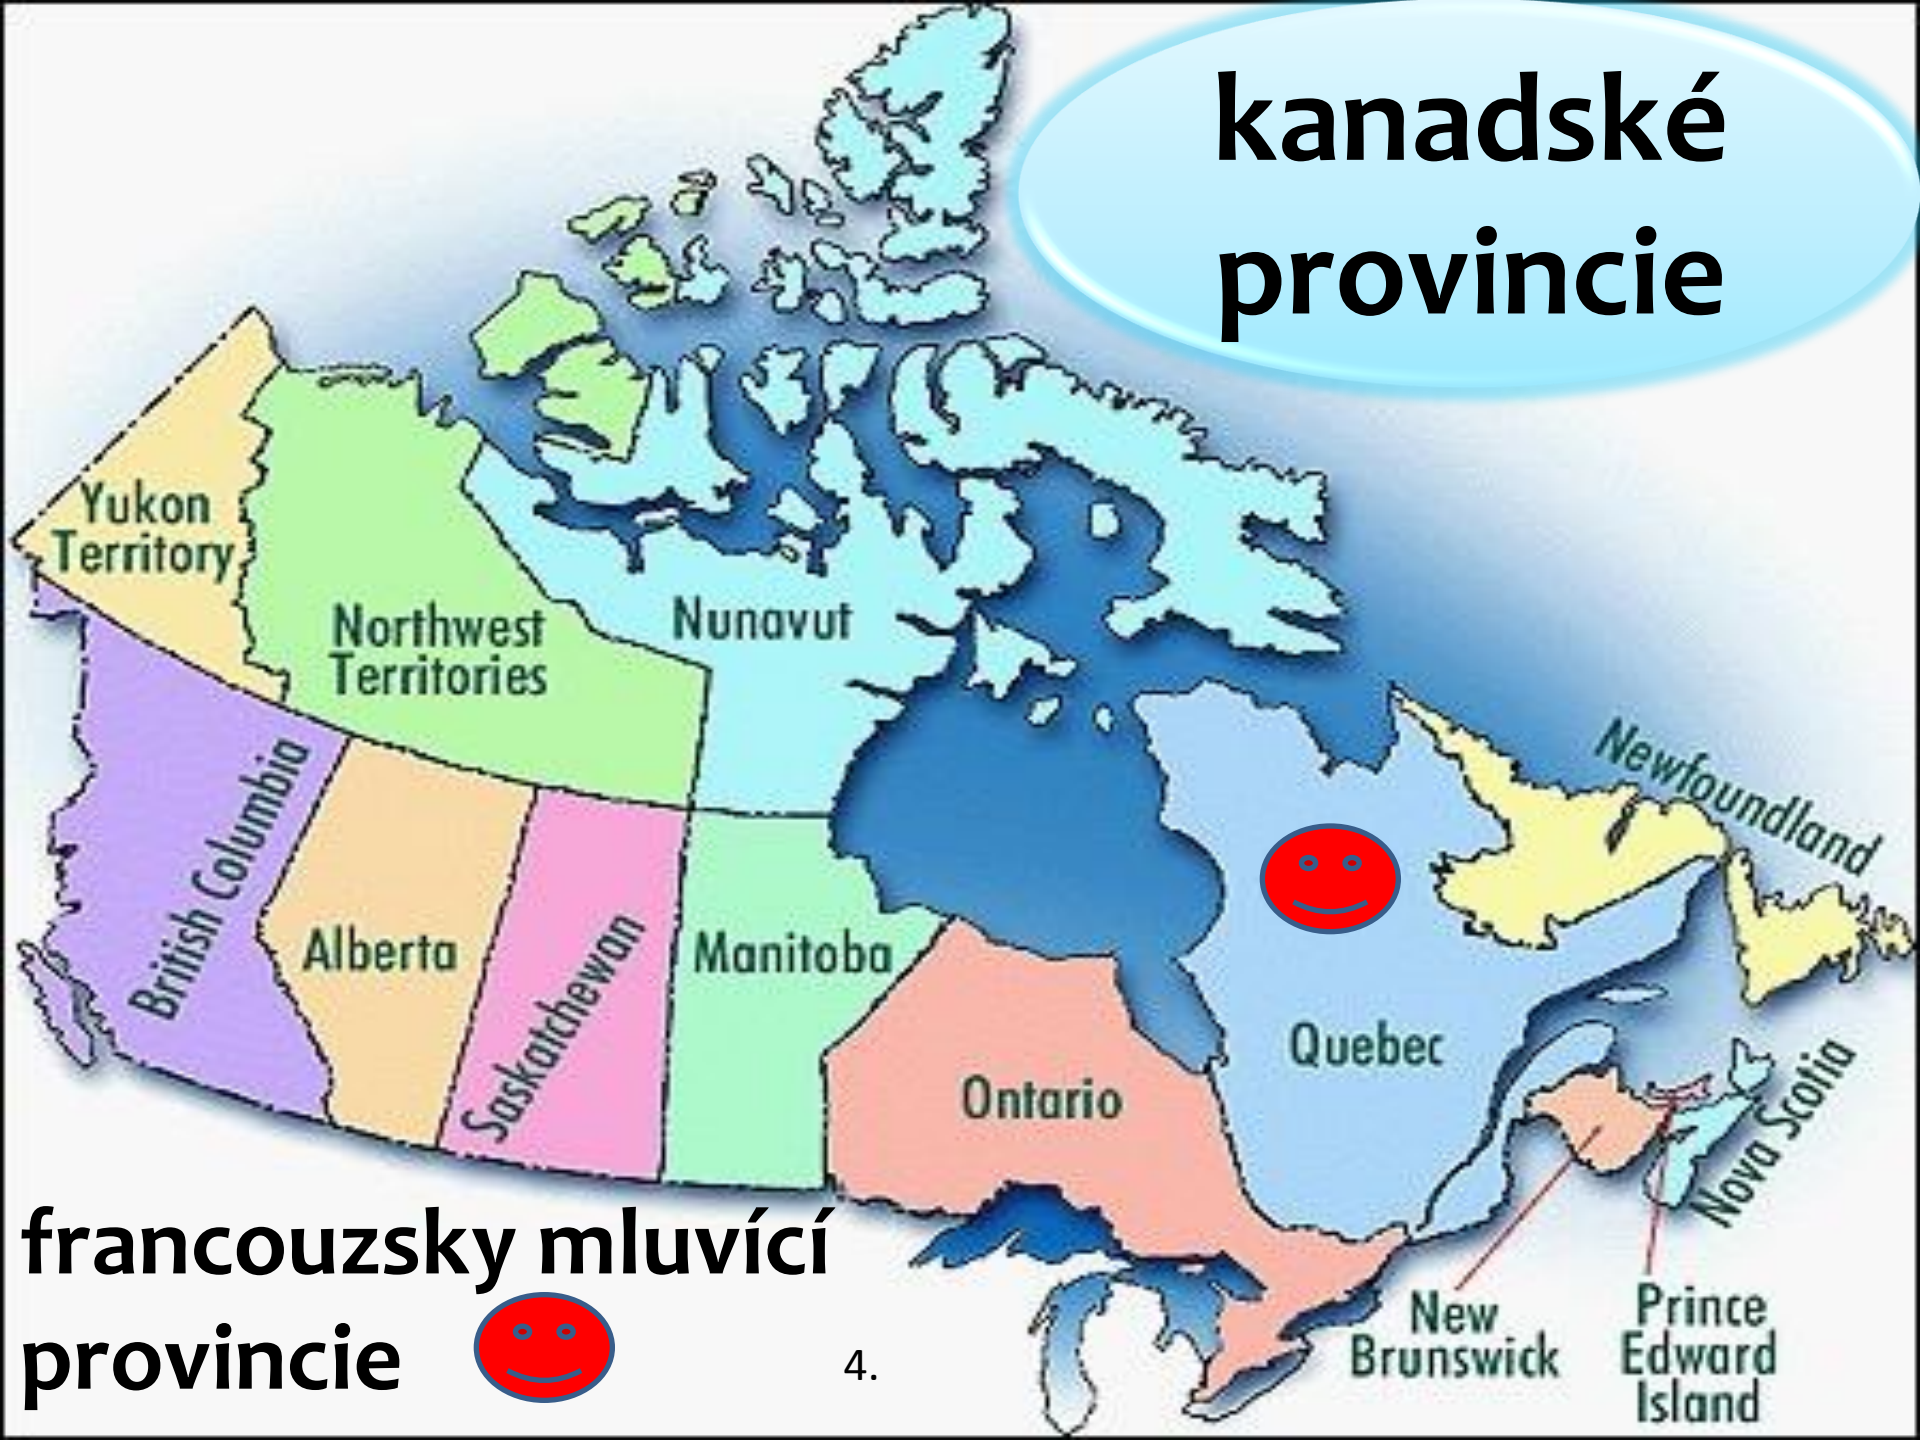 kanadské
provincie
Yukon
Territory
Northwest
Territories
Nunavut
Newfoundland
British Columbia
Alberta
Saskatchewan
Manitoba
Ontario
Quebec
Nova Scotia
New
Brunswick
Prince
Edward
Island
francouzsky mluvící
provincie
4.